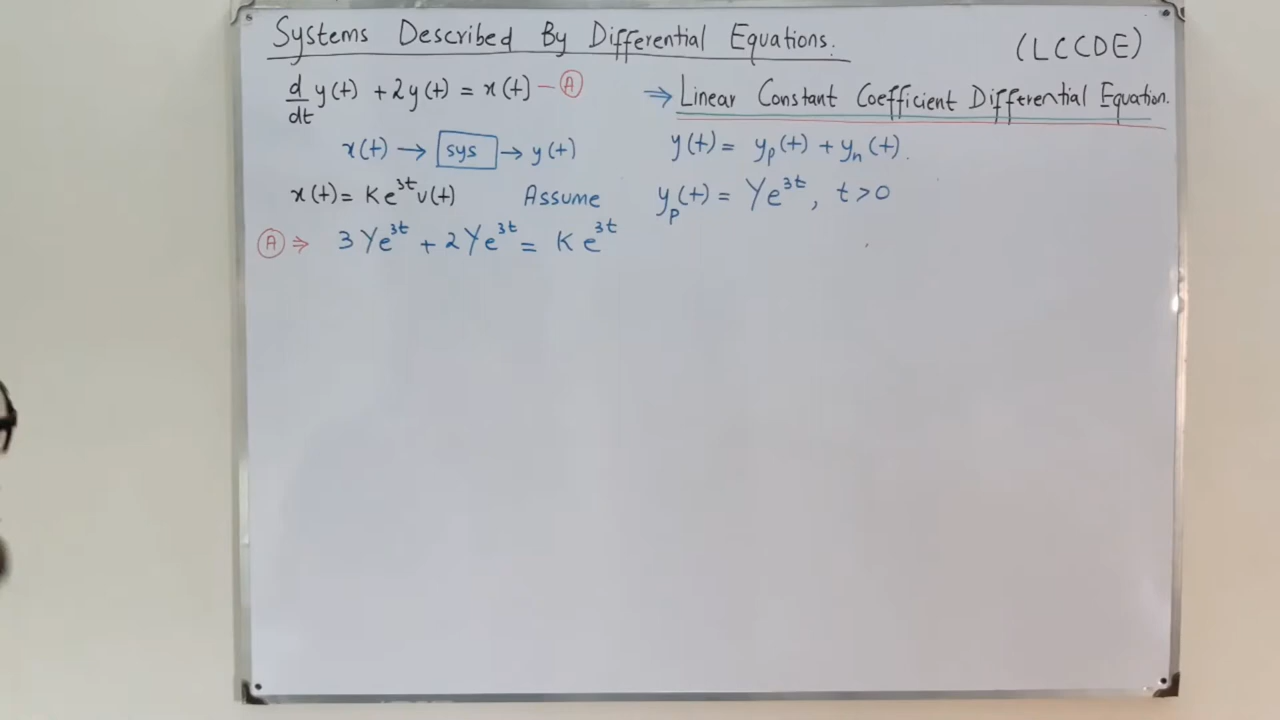 Systems Described By Differential Equations. (LCCDE)
d/dt y(t) + 2y(t) = x(t) — Ⓐ
⇒ Linear Constant Coefficient Differential Equation.
x(t) → sys → y(t)
y(t) = y_p(t) + y_n(t).
x(t) = Ke^{3t}u(t) Assume y_p(t) = Ye^{3t}, t>0
Ⓐ ⇒ 3Ye^{3t} + 2Ye^{3t} = Ke^{3t}